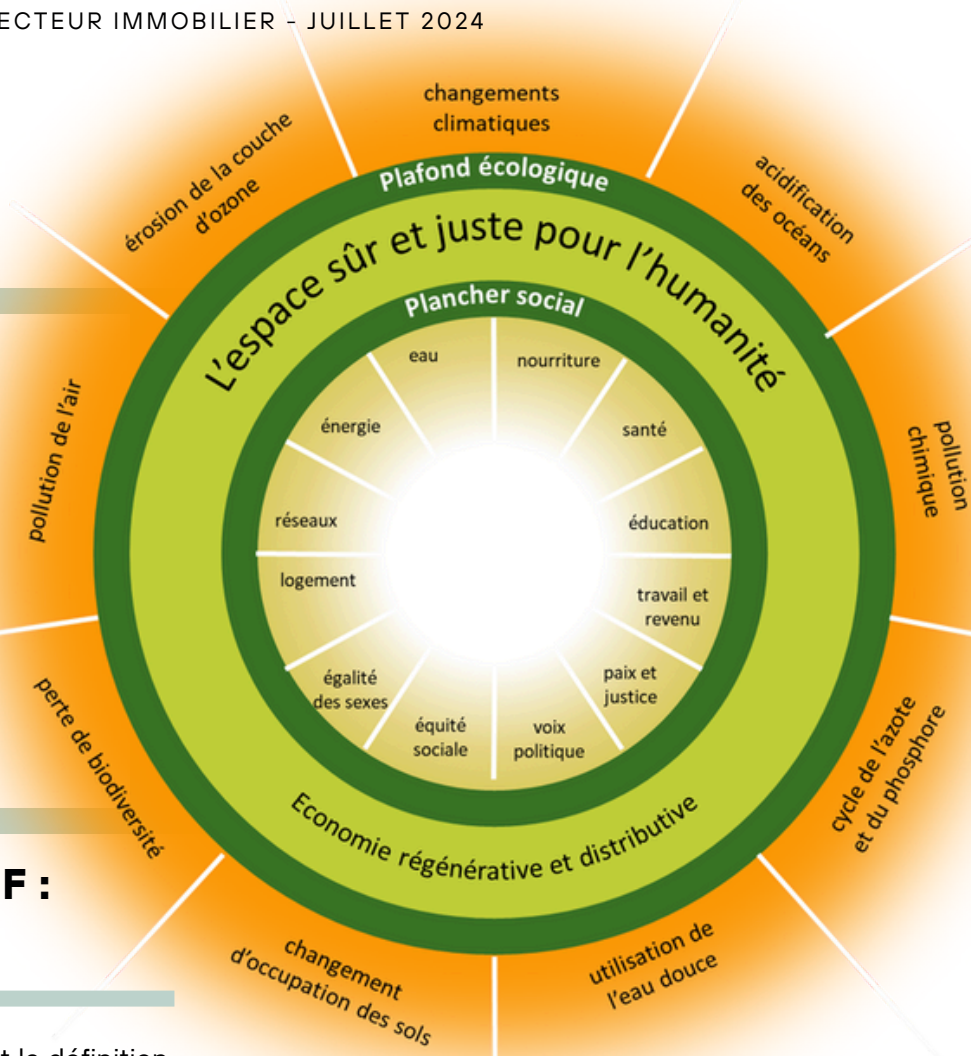 ECTEUR IMMOBILIER - JUILLET 2024
changements
climatiques
acidification
des océans
pollution
chimique
cycle de l'azote
et du phosphore
utilisation de
l'eau douce
changement
d'occupation des sols
perte de biodiversité
pollution de l'air
érosion de la couche
d'ozone
Plafond écologique
L'espace sûr et juste pour l'humanité
Plancher social
eau
nourriture
énergie
santé
réseaux
éducation
logement
travail et
revenu
égalité
des sexes
paix et
justice
équité
sociale
voix
politique
Economie régénérative et distributive
F :
définition